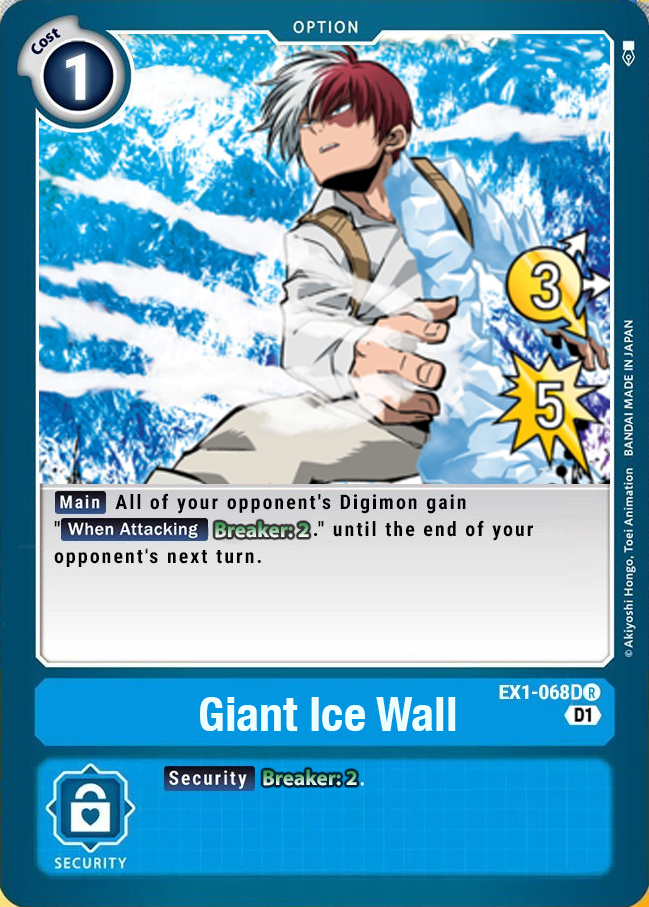 OPTION
Cost
1
3
5
Main All of your opponent's Digimon gain
"When Attacking Breaker: 2." until the end of your
opponent's next turn.
© Akiyoshi Hongo, Toei Animation BANDAI MADE IN JAPAN
EX1-068D R
Giant Ice Wall
D1
Security Breaker: 2.
SECURITY